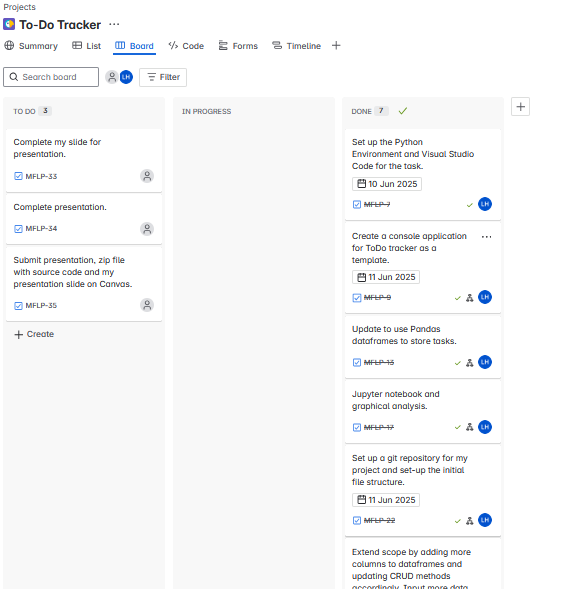 Projects
To-Do Tracker ...
Summary List Board Code Forms Timeline
Search board LH Filter
TO DO 3
Complete my slide for
presentation.
MFLP-33
Complete presentation.
MFLP-34
Submit presentation, zip file
with source code and my
presentation slide on Canvas.
MFLP-35
Create
IN PROGRESS
DONE 7
Set up the Python
Environment and Visual Studio
Code for the task.
10 Jun 2025
MFLP-7 LH
Create a console application ...
for ToDo tracker as a
template.
11 Jun 2025
MFLP-8 LH
Update to use Pandas
dataframes to store tasks.
MFLP-13 LH
Jupyter notebook and
graphical analysis.
MFLP-17 LH
Set up a git repository for my
project and set-up the initial
file structure.
11 Jun 2025
MFLP-22 LH
Extend scope by adding more
columns to dataframes and
updating CRUD methods
accordingly. Input more data